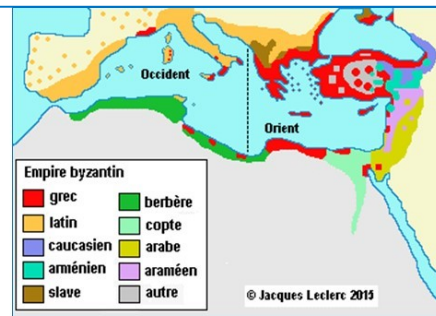 Occident
Orient
Empire byzantin
grec
latin
caucasien
arménien
slave
berbère
copte
arabe
araméen
autre
© Jacques Leclerc 2015